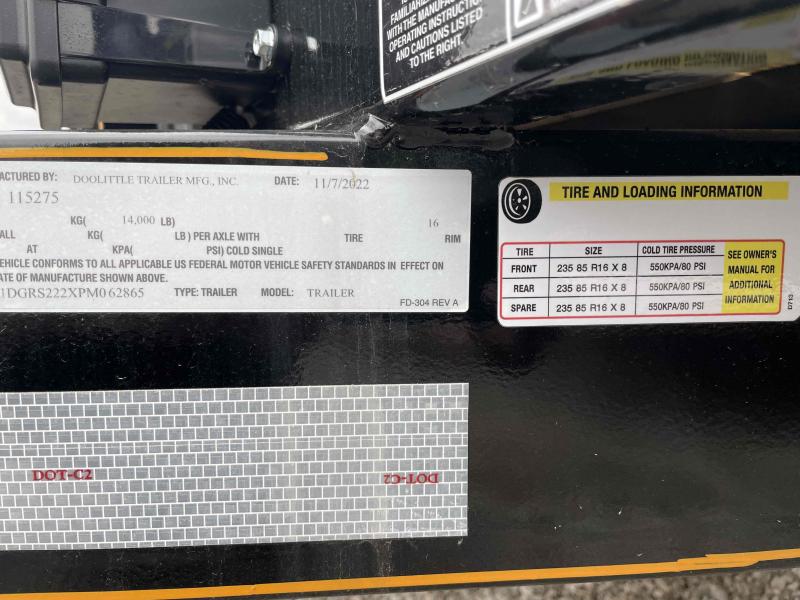 FAMILIARIZE
WITH THE MANUFA
OPERATING INSTRUCTION
AND CAUTIONS LISTED
TO THE RIGHT.
ACTURED BY: DOOLITTLE TRAILER MFG., INC. DATE: 11/7/2022
115275
KG( 14,000 LB) 16
ALL KG( LB) PER AXLE WITH TIRE RIM
AT KPA( PSI) COLD SINGLE
VEHICLE CONFORMS TO ALL APPLICABLE US FEDERAL MOTOR VEHICLE SAFETY STANDARDS IN EFFECT ON
ATE OF MANUFACTURE SHOWN ABOVE.
1DGRS222XPM062865 TYPE: TRAILER MODEL: TRAILER
FD-304 REV A
TIRE AND LOADING INFORMATION
TIRE SIZE COLD TIRE PRESSURE
FRONT 235 85 R16 X 8 550KPA/80 PSI
REAR 235 85 R16 X 8 550KPA/80 PSI
SPARE 235 85 R16 X 8 550KPA/80 PSI
SEE OWNER'S
MANUAL FOR
ADDITIONAL
INFORMATION
D713
DOT-C2
DOT-C2